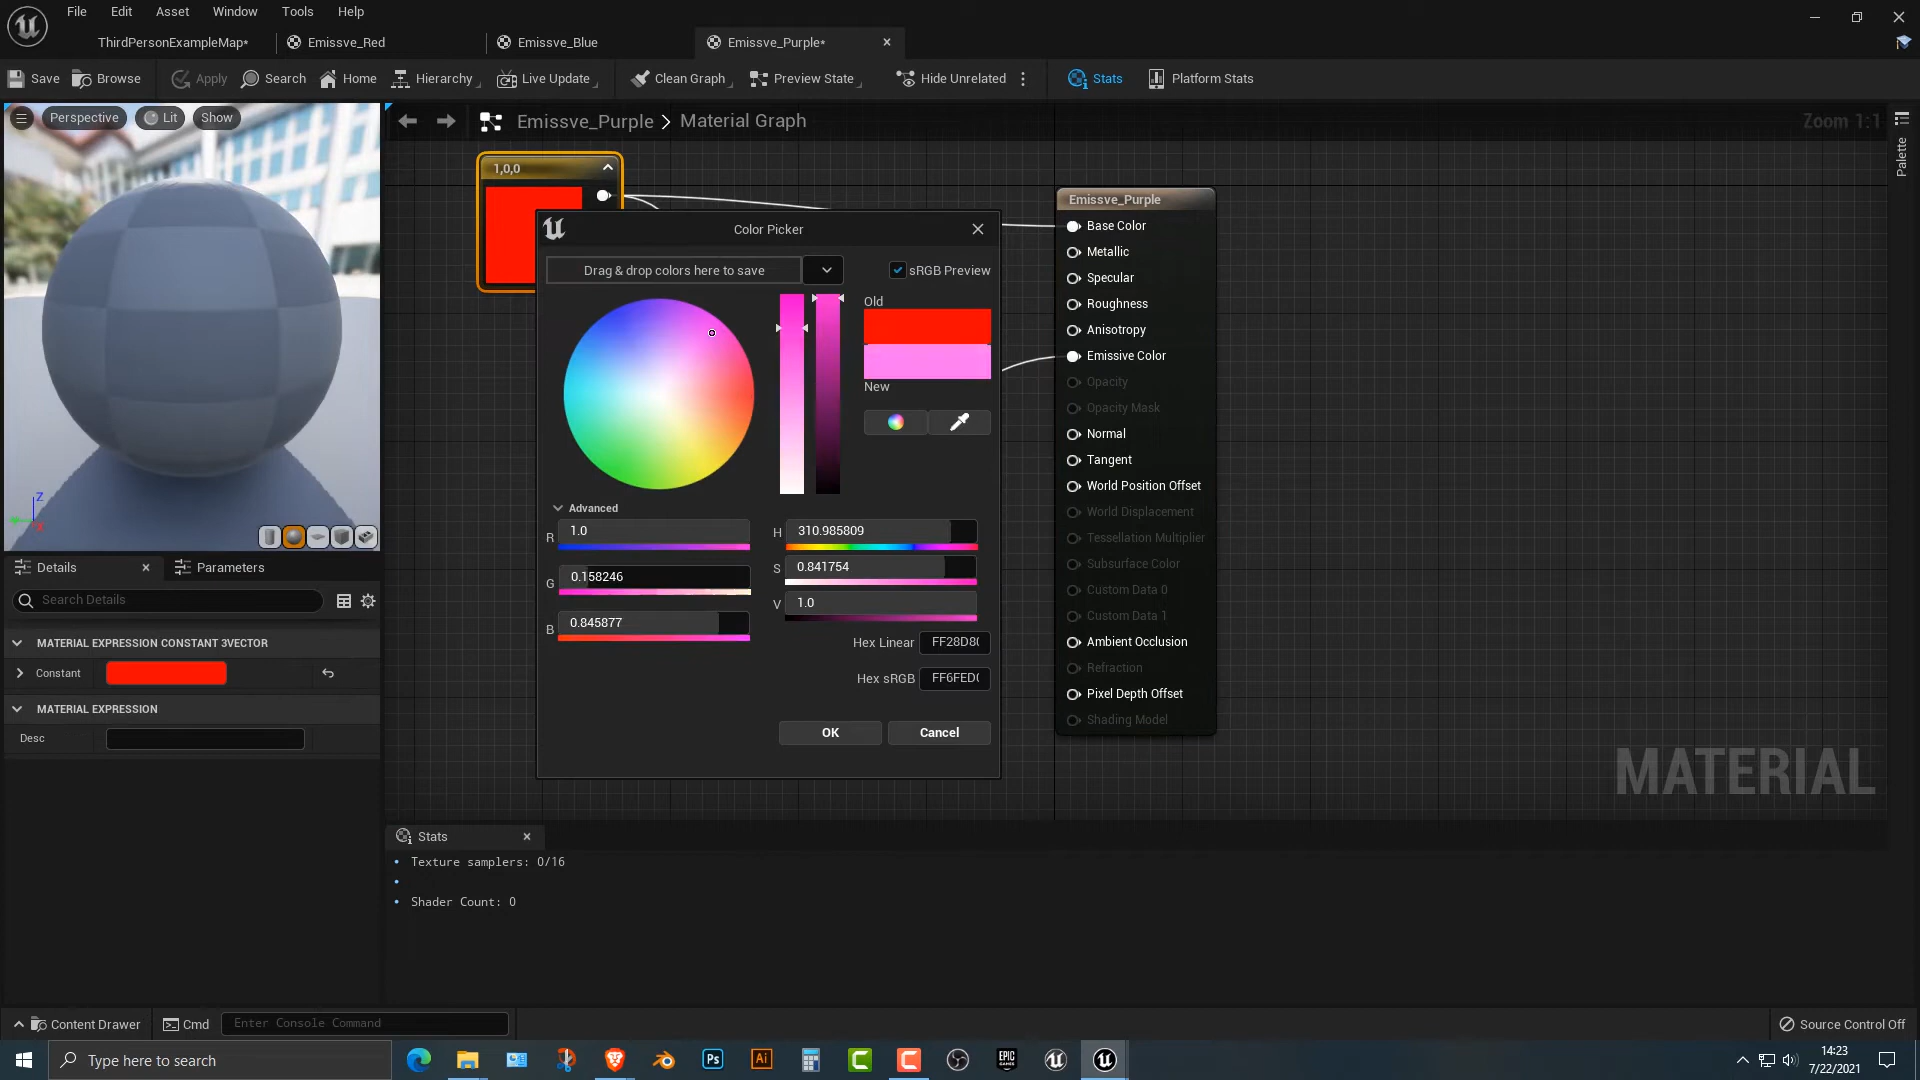 File Edit Asset Window Tools Help
ThirdPersonExampleMap* Emissve_Red Emissve_Blue Emissve_Purple*
Save Browse Apply Search Home Hierarchy Live Update Clean Graph Preview State Hide Unrelated Stats Platform Stats
Perspective Lit Show
Emissve_Purple > Material Graph
Zoom 1:1
Palette
1,0,0
Emissve_Purple
Base Color
Metallic
Specular
Roughness
Anisotropy
Emissive Color
Opacity
Opacity Mask
Normal
Tangent
World Position Offset
World Displacement
Tessellation Multiplier
Subsurface Color
Custom Data 0
Custom Data 1
Ambient Occlusion
Refraction
Pixel Depth Offset
Shading Model
Color Picker
Drag & drop colors here to save
sRGB Preview
Old
New
Advanced
R 1.0
G 0.158246
B 0.845877
H 310.985809
S 0.841754
V 1.0
Hex Linear FF28D8
Hex sRGB FF6FED
OK Cancel
Z
Details Parameters
Search Details
MATERIAL EXPRESSION CONSTANT 3VECTOR
Constant
MATERIAL EXPRESSION
Desc
MATERIAL
Stats
Texture samplers: 0/16
Shader Count: 0
Content Drawer Cmd Enter Console Command Source Control Off
Type here to search
Ps Ai
EPIC GAMES
14:23
7/22/2021